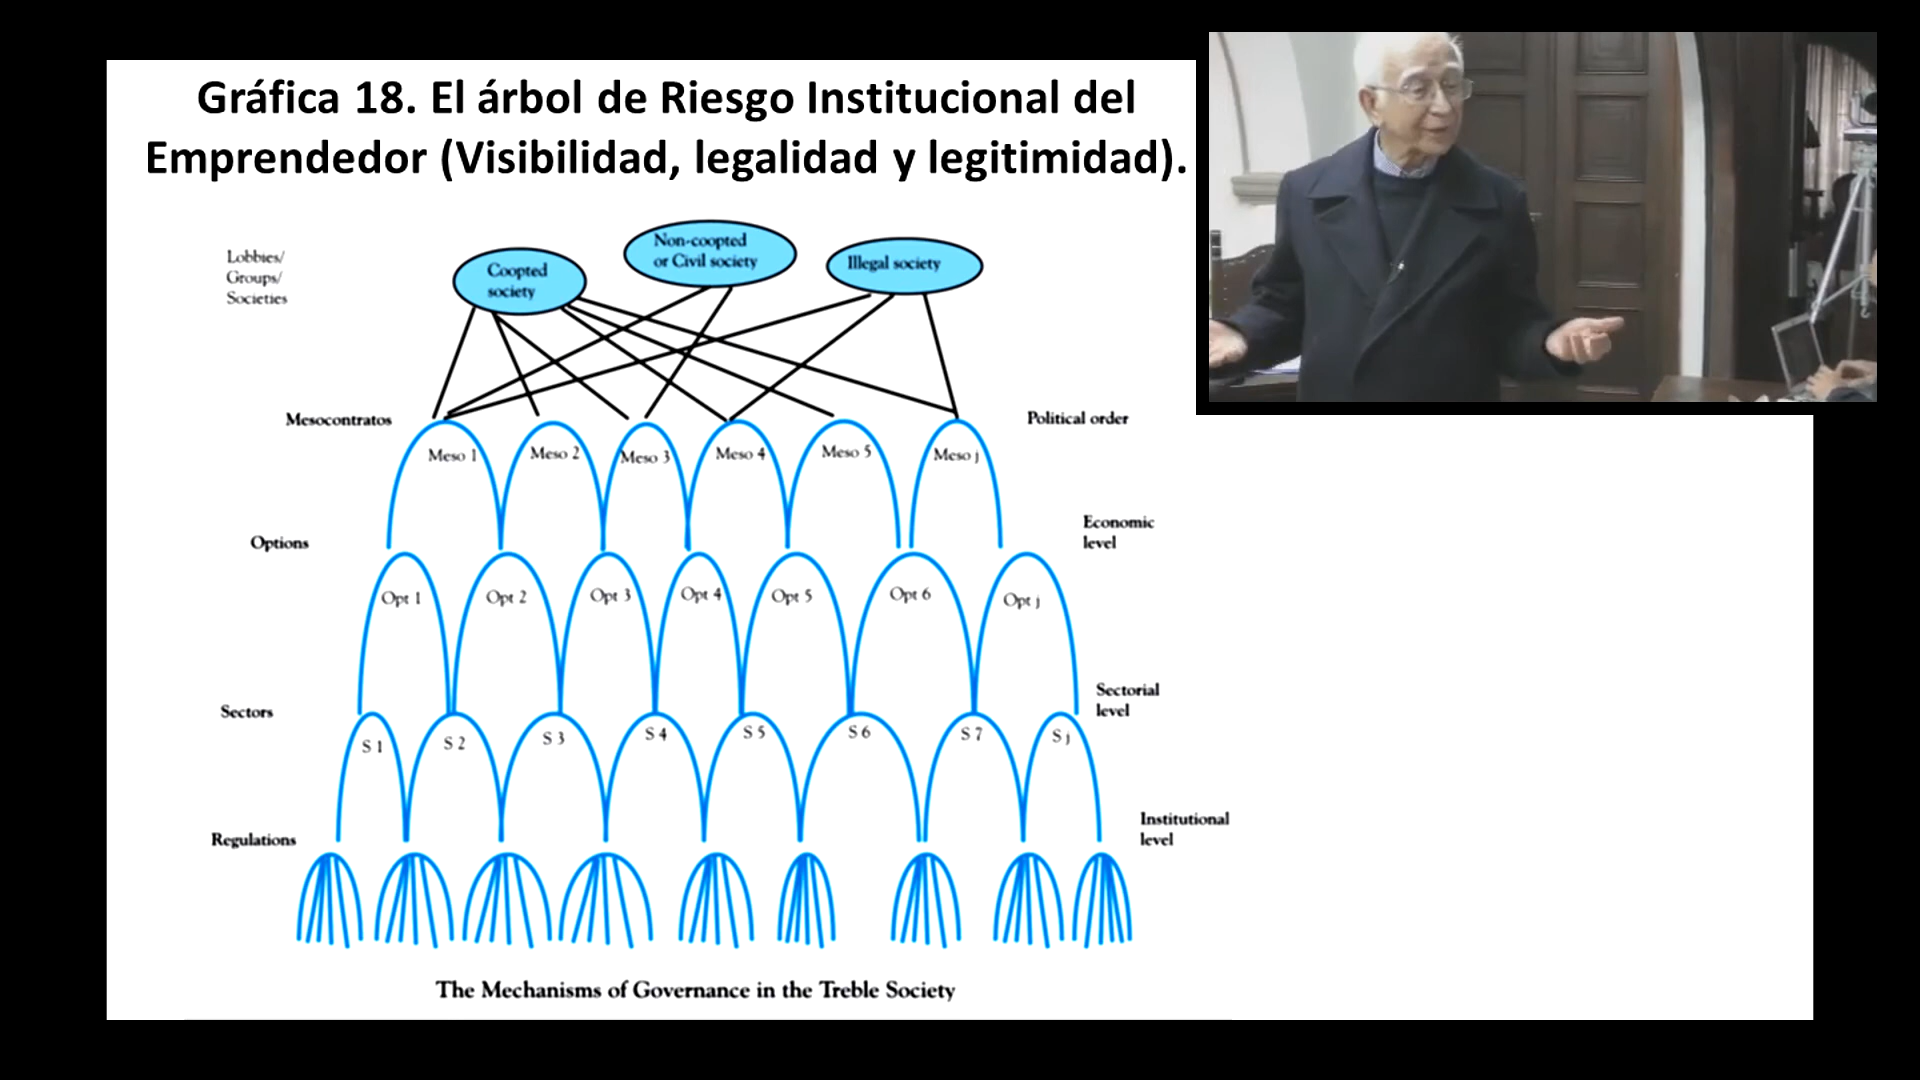 Gráfica 18. El árbol de Riesgo Institucional del
Emprendedor (Visibilidad, legalidad y legitimidad).
Lobbies/
Groups/
Societies
Coopted
society
Non-coopted
or Civil society
Illegal society
Mesocontratos
Political order
Meso 1
Meso 2
Meso 3
Meso 4
Meso 5
Meso j
Options
Economic
level
Opt 1
Opt 2
Opt 3
Opt 4
Opt 5
Opt 6
Opt j
Sectors
Sectorial
level
S 1
S 2
S 3
S 4
S 5
S 6
S 7
S j
Regulations
Institutional
level
The Mechanisms of Governance in the Treble Society